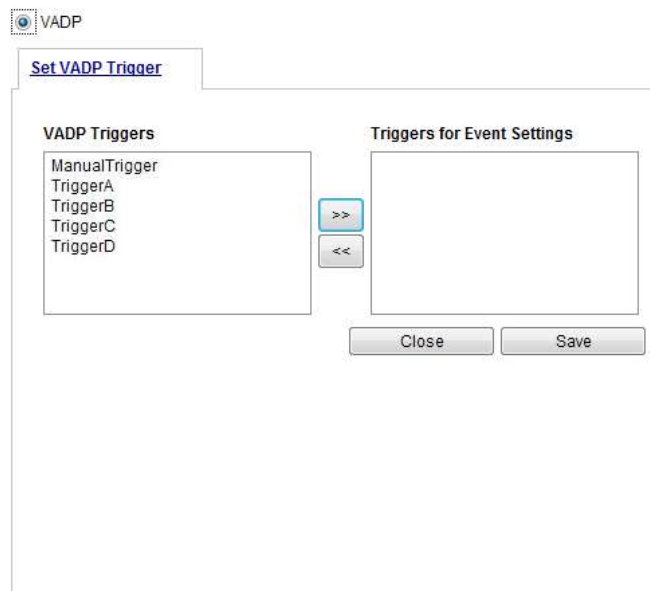 VADP
Set VADP Trigger
VADP Triggers
Triggers for Event Settings
ManualTrigger
TriggerA
TriggerB
TriggerC
TriggerD
>>
<<
Close
Save